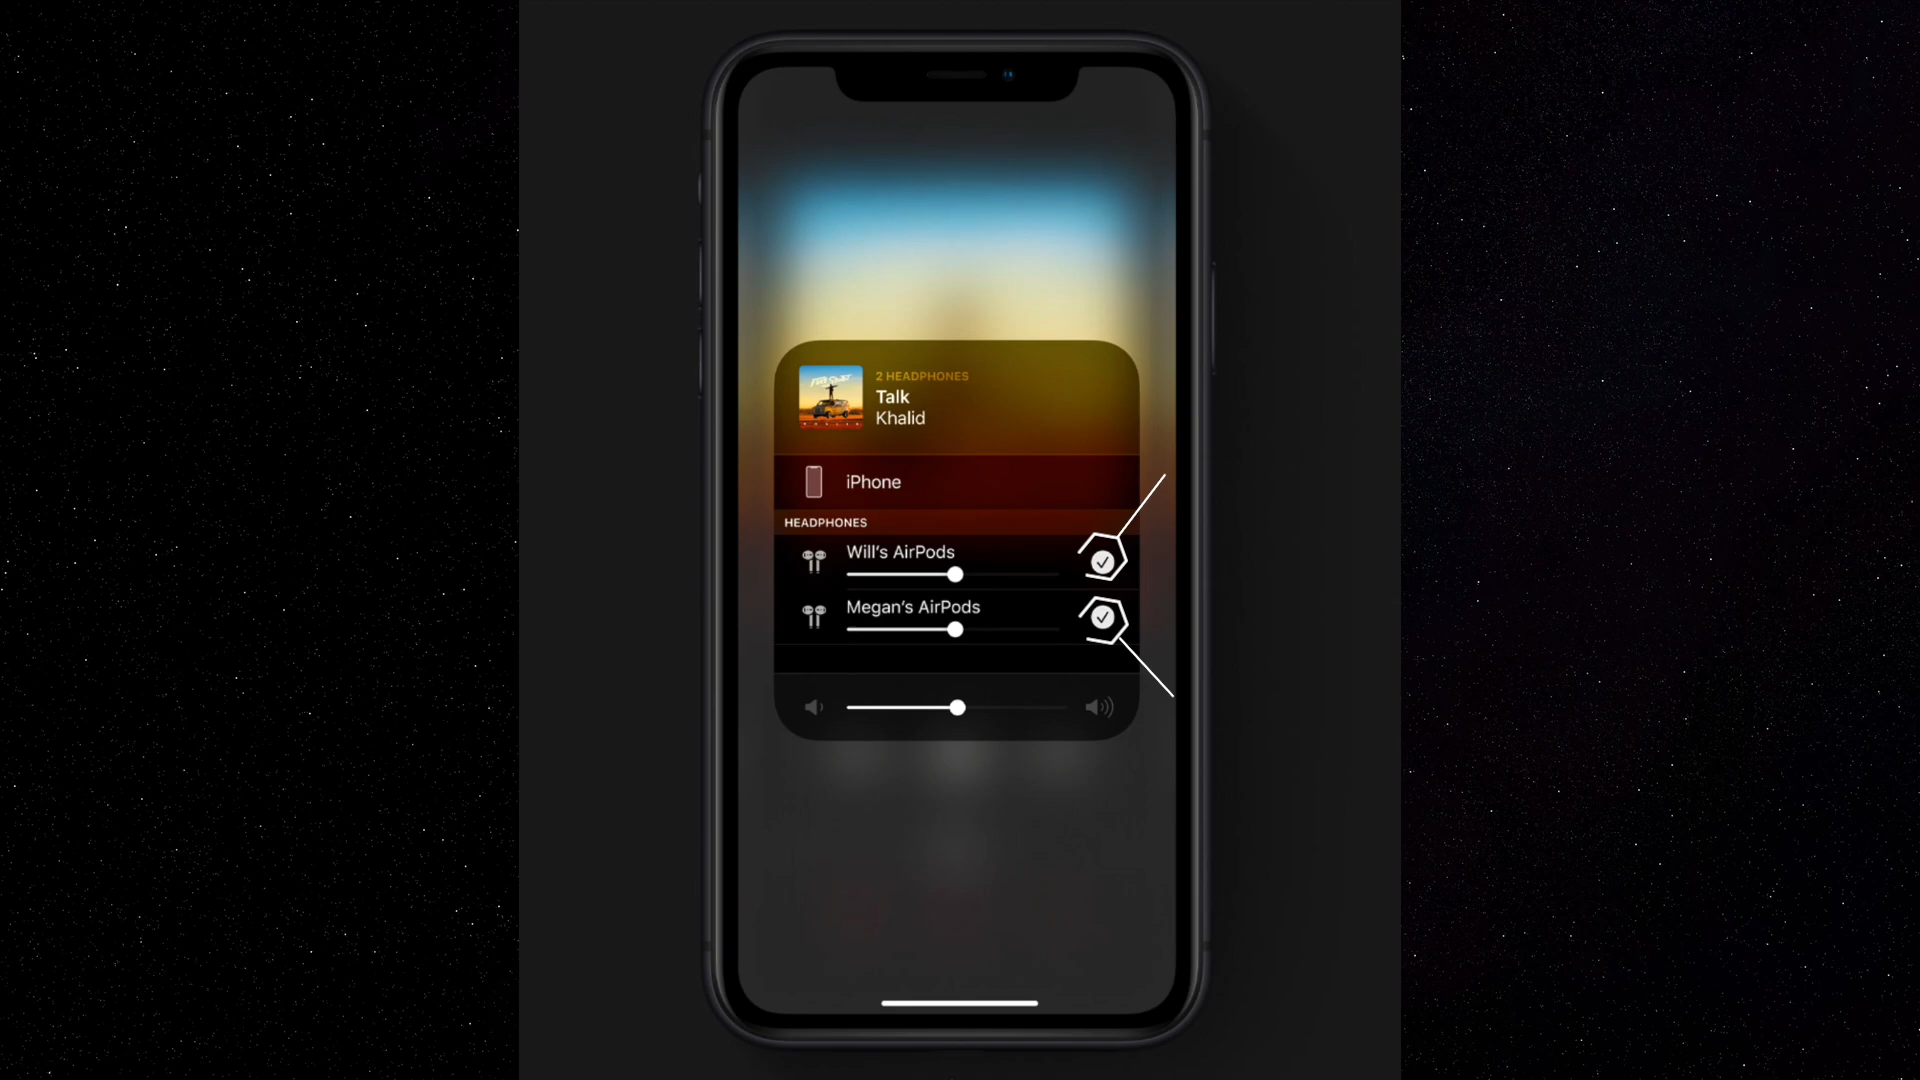 2 HEADPHONES
Talk
Khalid
iPhone
HEADPHONES
Will's AirPods
Megan's AirPods